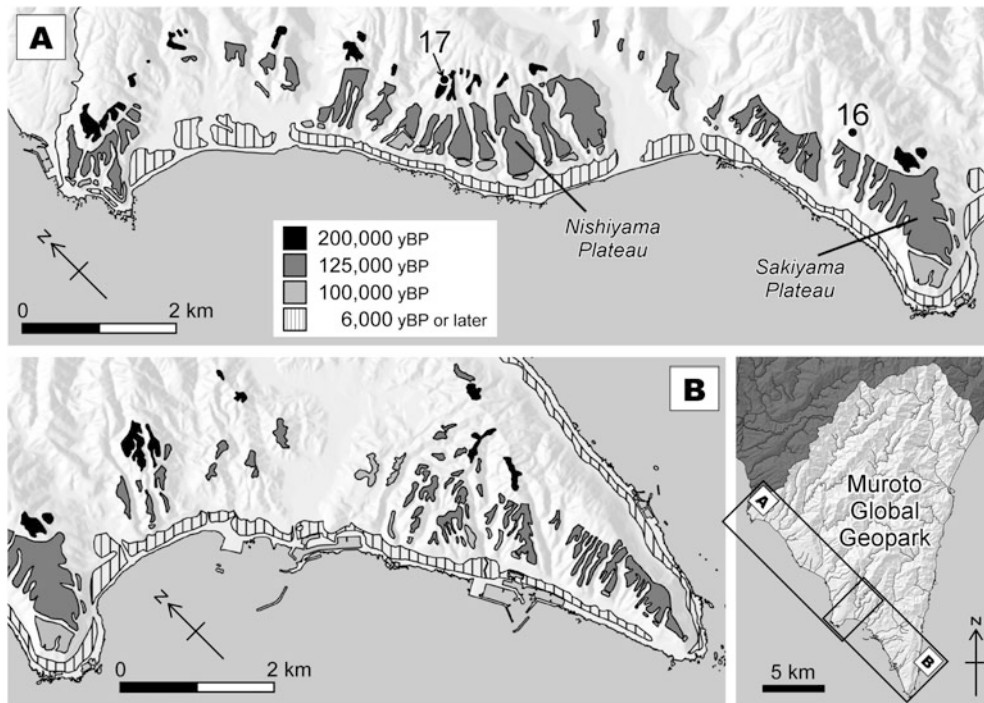 A
17
16
Nishiyama
Plateau
Sakiyama
Plateau
200,000 yBP
125,000 yBP
100,000 yBP
6,000 yBP or later
N
0 2 km
B
N
0 2 km
A
Muroto
Global
Geopark
B
N
5 km